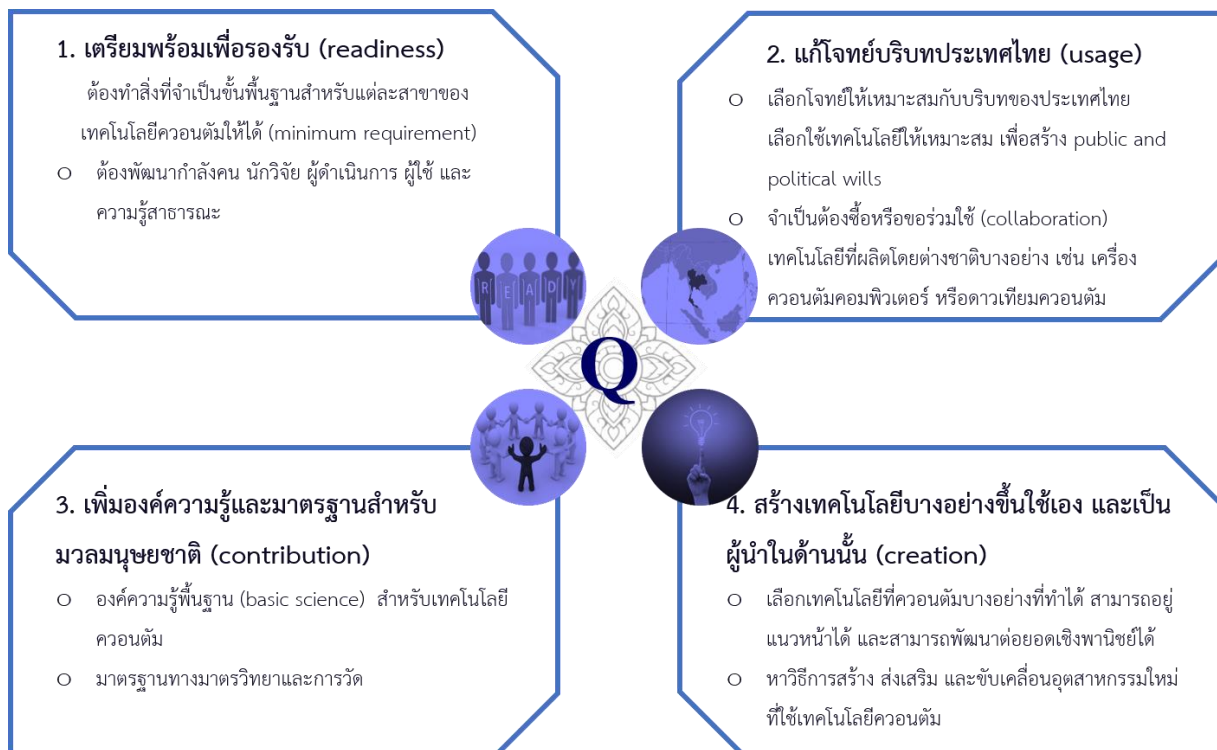 1. เตรียมพร้อมเพื่อรองรับ (readiness)
ต้องทำสิ่งที่จำเป็นขั้นพื้นฐานสำหรับแต่ละสาขาของ
เทคโนโลยีควอนตัมให้ได้ (minimum requirement)
o ต้องพัฒนากำลังคน นักวิจัย ผู้ดำเนินการ ผู้ใช้ และ
ความรู้สาธารณะ
2. แก้โจทย์บริบทประเทศไทย (usage)
o เลือกโจทย์ให้เหมาะสมกับบริบทของประเทศไทย
เลือกใช้เทคโนโลยีให้เหมาะสม เพื่อสร้าง public and
political wills
o จำเป็นต้องซื้อหรือขอร่วมใช้ (collaboration)
เทคโนโลยีที่ผลิตโดยต่างชาติบางอย่าง เช่น เครื่อง
ควอนตัมคอมพิวเตอร์ หรือดาวเทียมควอนตัม
READY
Q
3. เพิ่มองค์ความรู้และมาตรฐานสำหรับ
มวลมนุษยชาติ (contribution)
o องค์ความรู้พื้นฐาน (basic science) สำหรับเทคโนโลยี
ควอนตัม
o มาตรฐานทางมาตรวิทยาและการวัด
4. สร้างเทคโนโลยีบางอย่างขึ้นใช้เอง และเป็น
ผู้นำในด้านนั้น (creation)
o เลือกเทคโนโลยีที่ควอนตัมบางอย่างที่ทำได้ สามารถอยู่
แนวหน้าได้ และสามารถพัฒนาต่อยอดเชิงพานิชย์ได้
o หาวิธีการสร้าง ส่งเสริม และขับเคลื่อนอุตสาหกรรมใหม่
ที่ใช้เทคโนโลยีควอนตัม